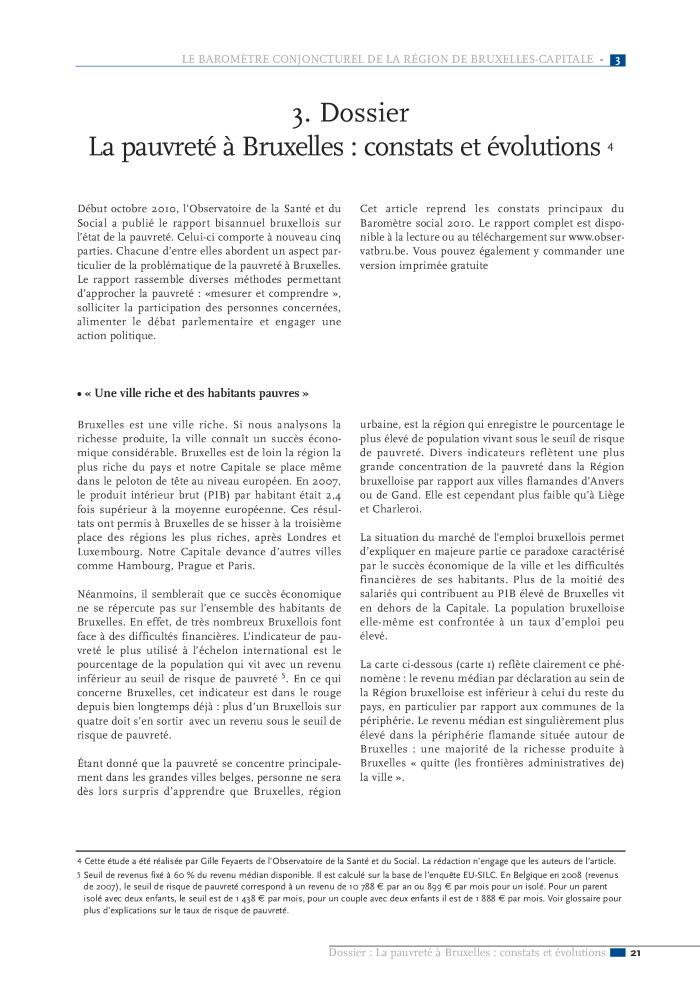 LE BAROMÈTRE CONJONCTUREL DE LA RÉGION DE BRUXELLES-CAPITALE • 3
3. Dossier
La pauvreté à Bruxelles : constats et évolutions 4
Début octobre 2010, l'Observatoire de la Santé et du
Social a publié le rapport bisannuel bruxellois sur
l'état de la pauvreté. Celui-ci comporte à nouveau cinq
parties. Chacune d'entre elles abordent un aspect par-
ticulier de la problématique de la pauvreté à Bruxelles.
Le rapport rassemble diverses méthodes permettant
d'approcher la pauvreté : «mesurer et comprendre »,
solliciter la participation des personnes concernées,
alimenter le débat parlementaire et engager une
action politique.
Cet article reprend les constats principaux du
Baromètre social 2010. Le rapport complet est dispo-
nible à la lecture ou au téléchargement sur www.obser-
vatbru.be. Vous pouvez également y commander une
version imprimée gratuite
• « Une ville riche et des habitants pauvres »
Bruxelles est une ville riche. Si nous analysons la
richesse produite, la ville connaît un succès écono-
mique considérable. Bruxelles est de loin la région la
plus riche du pays et notre Capitale se place même
dans le peloton de tête au niveau européen. En 2007,
le produit intérieur brut (PIB) par habitant était 2,4
fois supérieur à la moyenne européenne. Ces résul-
tats ont permis à Bruxelles de se hisser à la troisième
place des régions les plus riches, après Londres et
Luxembourg. Notre Capitale devance d'autres villes
comme Hambourg, Prague et Paris.
Néanmoins, il semblerait que ce succès économique
ne se répercute pas sur l'ensemble des habitants de
Bruxelles. En effet, de très nombreux Bruxellois font
face à des difficultés financières. L'indicateur de pau-
vreté le plus utilisé à l'échelon international est le
pourcentage de la population qui vit avec un revenu
inférieur au seuil de risque de pauvreté 5. En ce qui
concerne Bruxelles, cet indicateur est dans le rouge
depuis bien longtemps déjà : plus d'un Bruxellois sur
quatre doit s'en sortir avec un revenu sous le seuil de
risque de pauvreté.
Étant donné que la pauvreté se concentre principale-
ment dans les grandes villes belges, personne ne sera
dès lors surpris d'apprendre que Bruxelles, région
urbaine, est la région qui enregistre le pourcentage le
plus élevé de population vivant sous le seuil de risque
de pauvreté. Divers indicateurs reflètent une plus
grande concentration de la pauvreté dans la Région
bruxelloise par rapport aux villes flamandes d'Anvers
ou de Gand. Elle est cependant plus faible qu'à Liège
et Charleroi.
La situation du marché de l'emploi bruxellois permet
d'expliquer en majeure partie ce paradoxe caractérisé
par le succès économique de la ville et les difficultés
financières de ses habitants. Plus de la moitié des
salariés qui contribuent au PIB élevé de Bruxelles vit
en dehors de la Capitale. La population bruxelloise
elle-même est confrontée à un taux d'emploi peu
élevé.
La carte ci-dessous (carte 1) reflète clairement ce phé-
nomène : le revenu médian par déclaration au sein de
la Région bruxelloise est inférieur à celui du reste du
pays, en particulier par rapport aux communes de la
périphérie. Le revenu médian est singulièrement plus
élevé dans la périphérie flamande située autour de
Bruxelles : une majorité de la richesse produite à
Bruxelles « quitte (les frontières administratives de)
la ville ».
4 Cette étude a été réalisée par Gille Feyaerts de l'Observatoire de la Santé et du Social. La rédaction n'engage que les auteurs de l'article.
5 Seuil de revenus fixé à 60 % du revenu médian disponible. Il est calculé sur la base de l'enquête EU-SILC. En Belgique en 2008 (revenus
de 2007), le seuil de risque de pauvreté correspond à un revenu de 10 788 € par an ou 899 € par mois pour un isolé. Pour un parent
isolé avec deux enfants, le seuil est de 1 438 € par mois, pour un couple avec deux enfants il est de 1 888 € par mois. Voir glossaire pour
plus d'explications sur le taux de risque de pauvreté.
Dossier : La pauvreté à Bruxelles : constats et évolutions 21